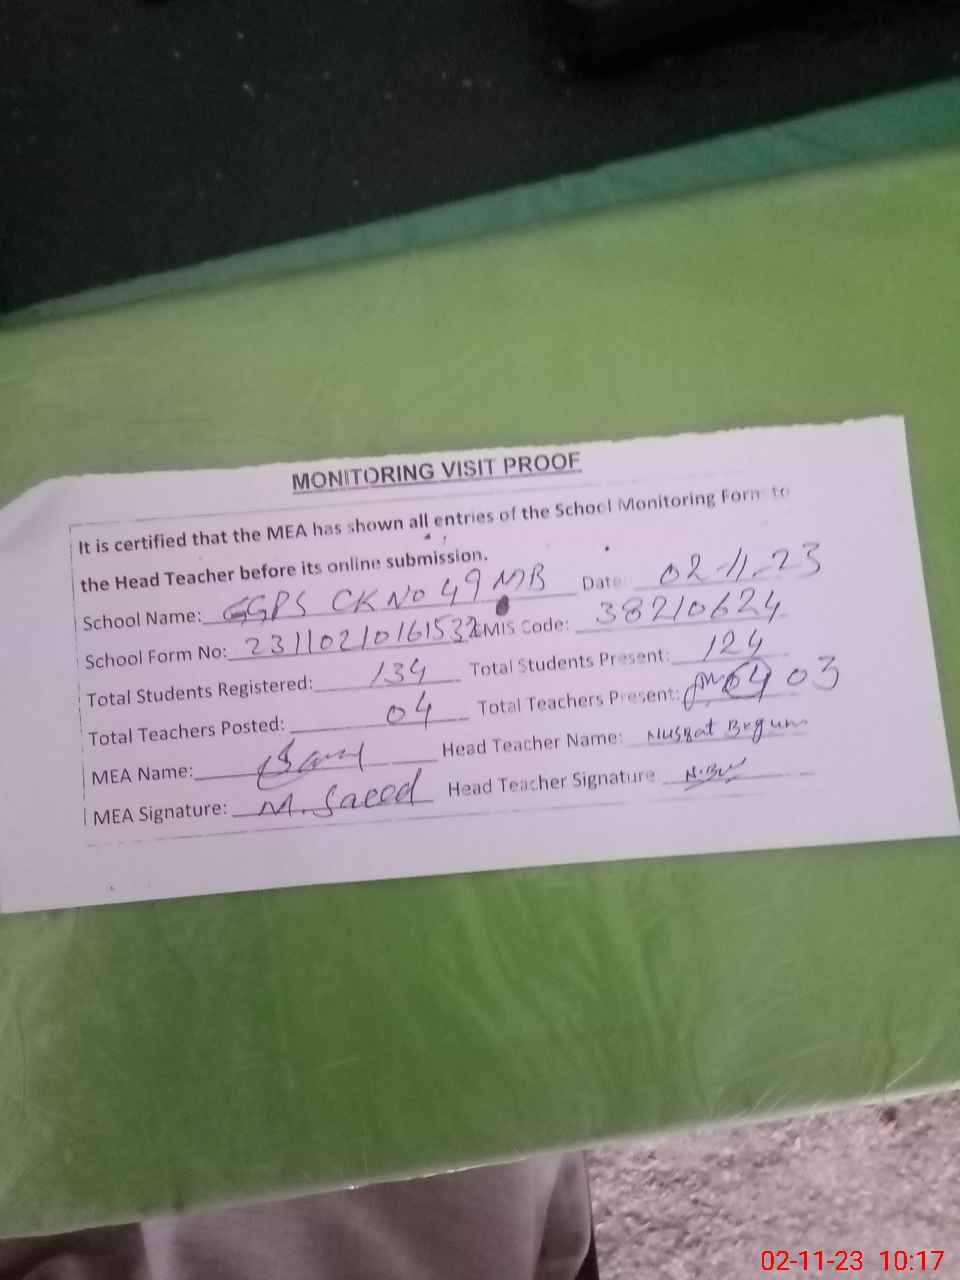 MONITORING VISIT PROOF
It is certified that the MEA has shown all entries of the School Monitoring Form to
the Head Teacher before its online submission.
School Name: GGPS CK No 49 MB Date: 02-11-23
School Form No: EMIS Code: 38210624
Total Students Registered: 134 Total Students Present: 124
Total Teachers Posted: 04 Total Teachers Present: 04 03
MEA Name: Head Teacher Name: Nusrat Begum
MEA Signature: M. Saeed Head Teacher Signature
02-11-23 10:17